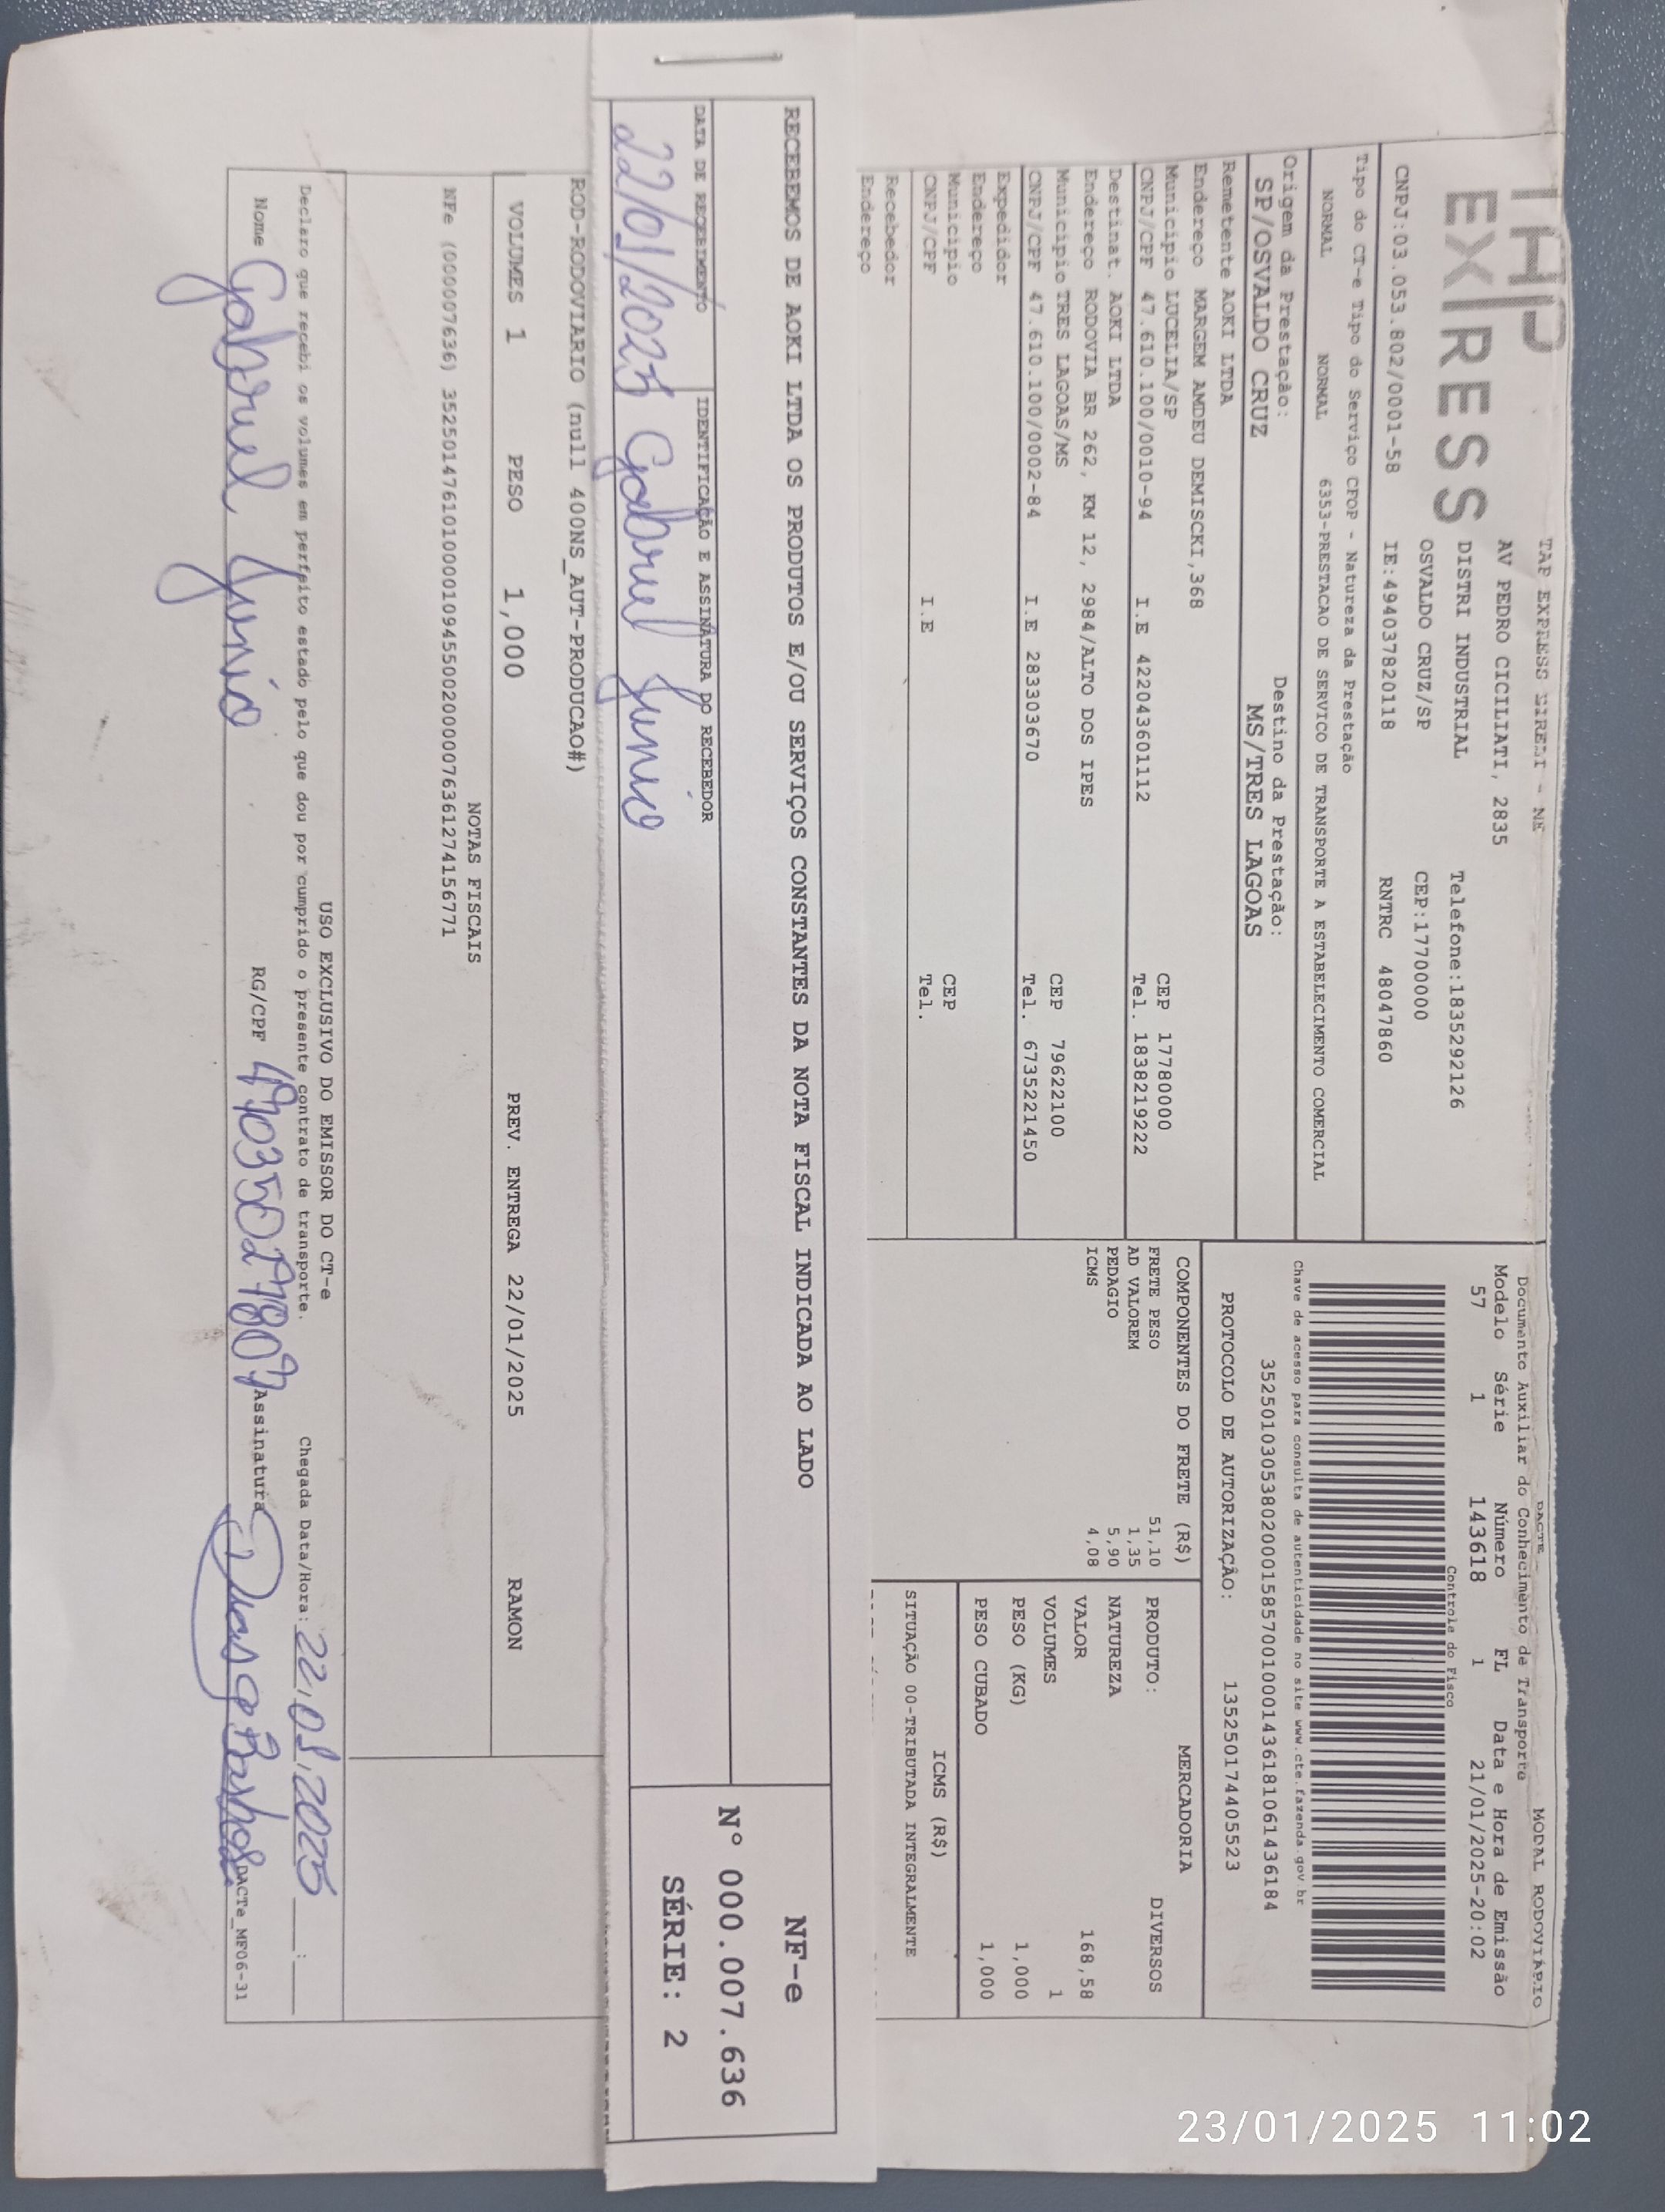 TAP EXPRESS EIRELI - NE
EXPRESS
AV PEDRO CICILIATI, 2835
DISTRI INDUSTRIAL Telefone:1835292126
OSVALDO CRUZ/SP CEP:17700000
CNPJ:03.053.802/0001-58 IE:494037820118 RNTRC 48047860
DACTE MODAL RODOVIÁRIO
Documento Auxiliar do Conhecimento de Transporte
Modelo Série Número FL Data e Hora de Emissão
57 1 143618 1 21/01/2025-20:02
Controle do Fisco
Chave de acesso para consulta de autenticidade no site www.cte.fazenda.gov.br
35250103053802000158570010001436181061436184
PROTOCOLO DE AUTORIZAÇÃO: 135250174405523
Tipo do CT-e Tipo do Serviço CFOP - Natureza da Prestação
NORMAL NORMAL 6353-PRESTACAO DE SERVICO DE TRANSPORTE A ESTABELECIMENTO COMERCIAL
Origem da Prestação: Destino da Prestação:
SP/OSVALDO CRUZ MS/TRES LAGOAS
Remetente AOKI LTDA
Endereço MARGEM AMDEU DEMISCKI,368
Municipio LUCELIA/SP CEP 17780000
CNPJ/CPF 47.610.100/0010-94 I.E 422043601112 Tel. 1838219222
Destinat. AOKI LTDA
Endereço RODOVIA BR 262, KM 12, 2984/ALTO DOS IPES
Municipio TRES LAGOAS/MS CEP 79622100
CNPJ/CPF 47.610.100/0002-84 I.E 283303670 Tel. 6735221450
Expedidor
Endereço
Municipio CEP
CNPJ/CPF I.E Tel.
Recebedor
Endereço
COMPONENTES DO FRETE (R$)
FRETE PESO 51,10
AD VALOREM 1,35
PEDAGIO 5,90
ICMS 4,08
MERCADORIA
PRODUTO: DIVERSOS
NATUREZA
VALOR 168,58
VOLUMES 1
PESO (KG) 1,000
PESO CUBADO 1,000
ICMS (R$)
SITUAÇÃO 00-TRIBUTADA INTEGRALMENTE
RECEBEMOS DE AOKI LTDA OS PRODUTOS E/OU SERVIÇOS CONSTANTES DA NOTA FISCAL INDICADA AO LADO
DATA DE RECEBIMENTO IDENTIFICAÇÃO E ASSINATURA DO RECEBEDOR
22/01/2025 Gabriel Junio
NF-e
N° 000.007.636
SÉRIE: 2
ROD-RODOVIARIO (null 400NS_AUT-PRODUCAO#)
VOLUMES 1 PESO 1,000 PREV. ENTREGA 22/01/2025 RAMON
NOTAS FISCAIS
NFe (000007636) 35250147610100001094550020000076361274156771
USO EXCLUSIVO DO EMISSOR DO CT-e
Declaro que recebi os volumes em perfeito estado pelo que dou por cumprido o presente contrato de transporte. Chegada Data/Hora: 22/01/2025 __:__
Nome Gabriel Junio RG/CPF Assinatura
DACTe_MF06-31
23/01/2025 11:02